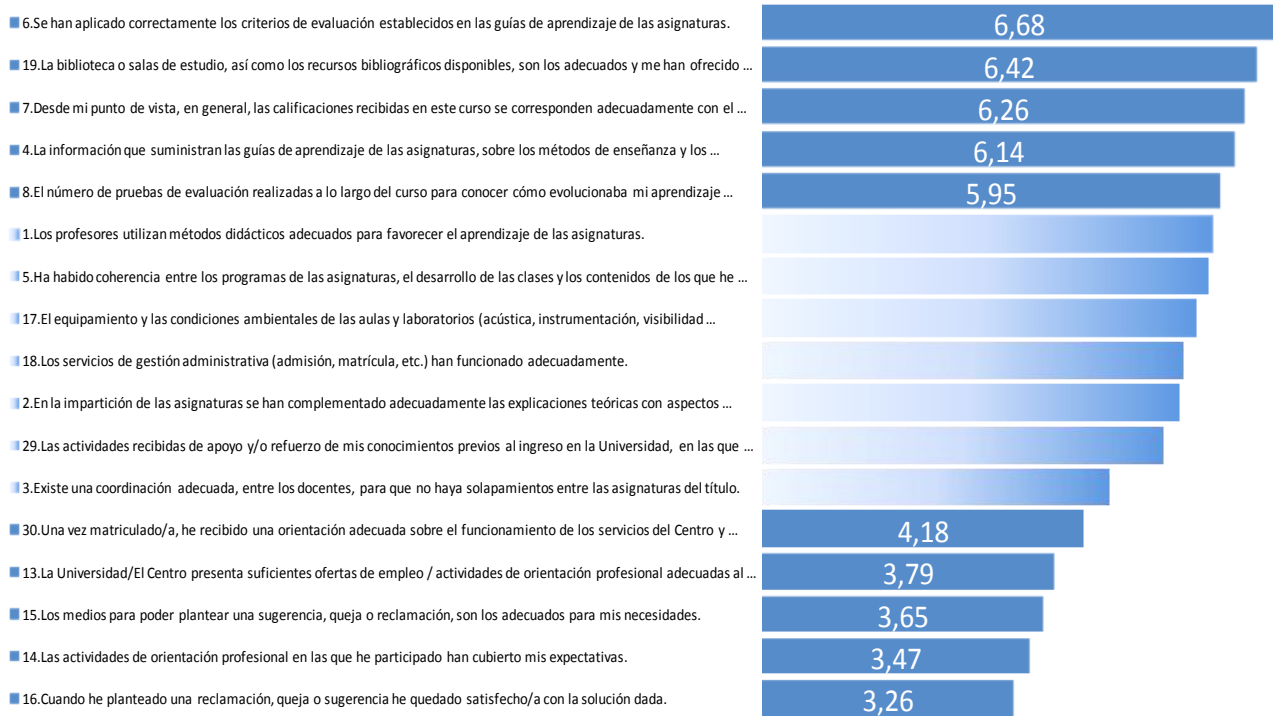 6.Se han aplicado correctamente los criterios de evaluación establecidos en las guías de aprendizaje de las asignaturas. 6,68
19.La biblioteca o salas de estudio, así como los recursos bibliográficos disponibles, son los adecuados y me han ofrecido ... 6,42
7.Desde mi punto de vista, en general, las calificaciones recibidas en este curso se corresponden adecuadamente con el ... 6,26
4.La información que suministran las guías de aprendizaje de las asignaturas, sobre los métodos de enseñanza y los ... 6,14
8.El número de pruebas de evaluación realizadas a lo largo del curso para conocer cómo evolucionaba mi aprendizaje ... 5,95
1.Los profesores utilizan métodos didácticos adecuados para favorecer el aprendizaje de las asignaturas.
5.Ha habido coherencia entre los programas de las asignaturas, el desarrollo de las clases y los contenidos de los que he ...
17.El equipamiento y las condiciones ambientales de las aulas y laboratorios (acústica, instrumentación, visibilidad ...
18.Los servicios de gestión administrativa (admisión, matrícula, etc.) han funcionado adecuadamente.
2.En la impartición de las asignaturas se han complementado adecuadamente las explicaciones teóricas con aspectos ...
29.Las actividades recibidas de apoyo y/o refuerzo de mis conocimientos previos al ingreso en la Universidad, en las que ...
3.Existe una coordinación adecuada, entre los docentes, para que no haya solapamientos entre las asignaturas del título.
30.Una vez matriculado/a, he recibido una orientación adecuada sobre el funcionamiento de los servicios del Centro y ... 4,18
13.La Universidad/El Centro presenta suficientes ofertas de empleo / actividades de orientación profesional adecuadas al ... 3,79
15.Los medios para poder plantear una sugerencia, queja o reclamación, son los adecuados para mis necesidades. 3,65
14.Las actividades de orientación profesional en las que he participado han cubierto mis expectativas. 3,47
16.Cuando he planteado una reclamación, queja o sugerencia he quedado satisfecho/a con la solución dada. 3,26